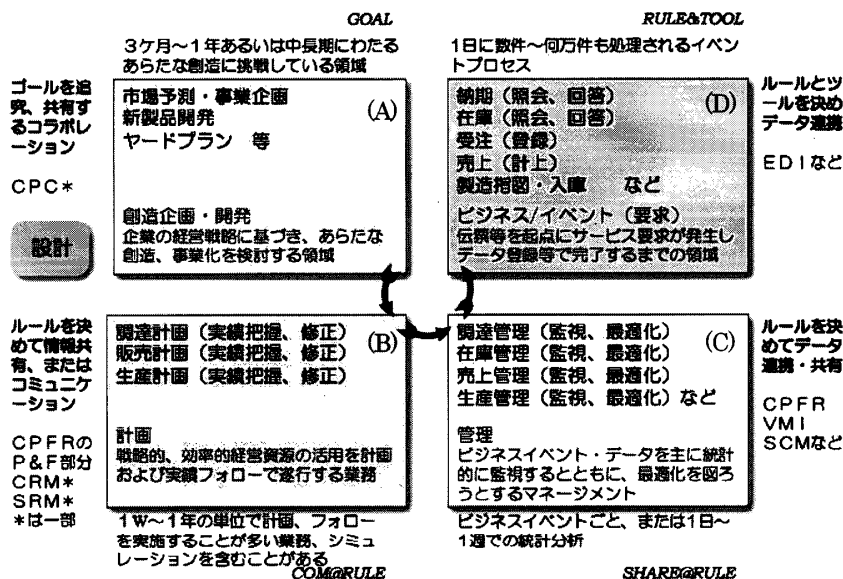 GOAL
3ケ月～1年あるいは中長期にわたる
あらたな創造に挑戦している領域
ゴールを追
究、共有す
るコラボレ
ーション
CPC*
設計
市場予測・事業企画
新製品開発
ヤードプラン 等
(A)
創造企画・開発
企業の経営戦略に基づき、あらたな
創造、事業化を検討する領域
RULE&TOOL
1日に数件～何万件も処理されるイベン
トプロセス
納期(照会、回答)
在庫(照会、回答)
受注(登録)
売上(計上)
製造指図・入庫 など
(D)
ビジネス/イベント(要求)
伝票等を起点にサービス要求が発生し
データ登録等で完了するまでの領域
ルールとツ
ールを決め
データ連携
EDIなど
ルールを決
めて情報共
有、または
コミュニケ
ーション
CPFRの
P&F部分
CRM*
SRM*
*は一部
調達計画(実績把握、修正)
販売計画(実績把握、修正)
生産計画(実績把握、修正)
(B)
計画
戦略的、効率的経営資源の活用を計画
および実績フォローで遂行する業務
1W～1年の単位で計画、フォロー
を実施することが多い業務、シミュ
レーションを含むことがある
COM@RULE
調達管理(監視、最適化)
在庫管理(監視、最適化)
売上管理(監視、最適化)
生産管理(監視、最適化)など
(C)
管理
ビジネスイベント・データを主に統計
的に監視するとともに、最適化を図ろ
うとするマネージメント
ビジネスイベントごと、または1日～
1週での統計分析
SHARE@RULE
ルールを決
めてデータ
連携・共有
CPFR
VMI
SCMなど